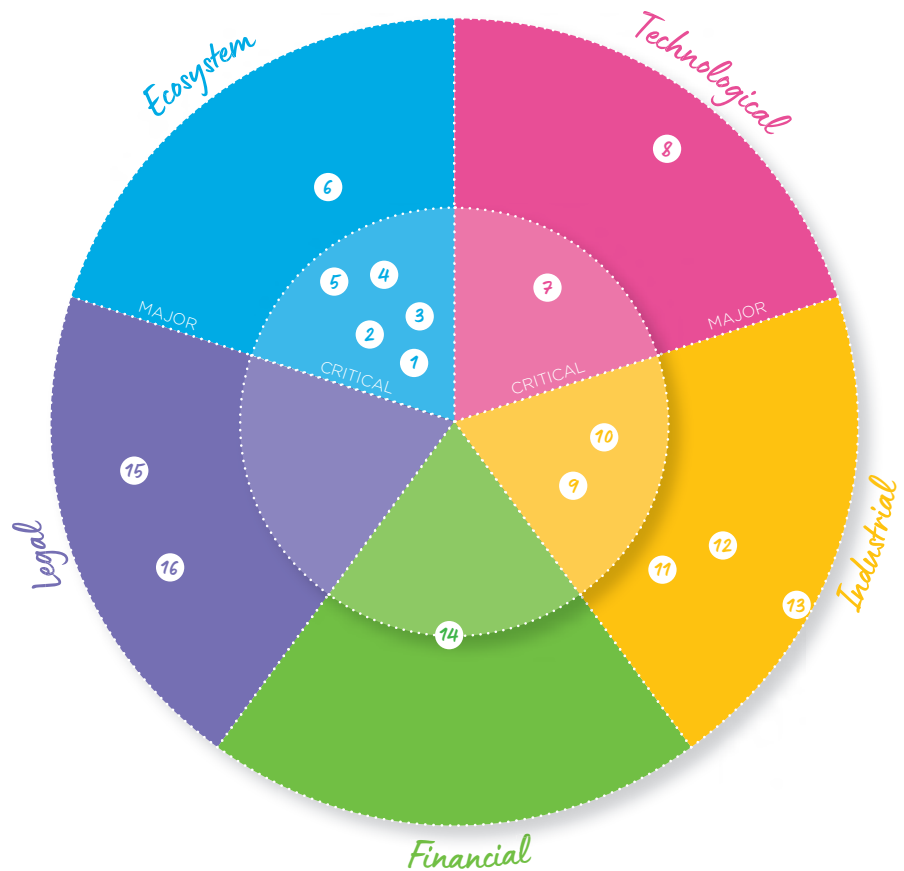 Ecosystem
Technological
8
6
5
4
7
3
2
1
MAJOR
MAJOR
CRITICAL
CRITICAL
10
9
15
16
12
11
13
14
Legal
Industrial
Financial